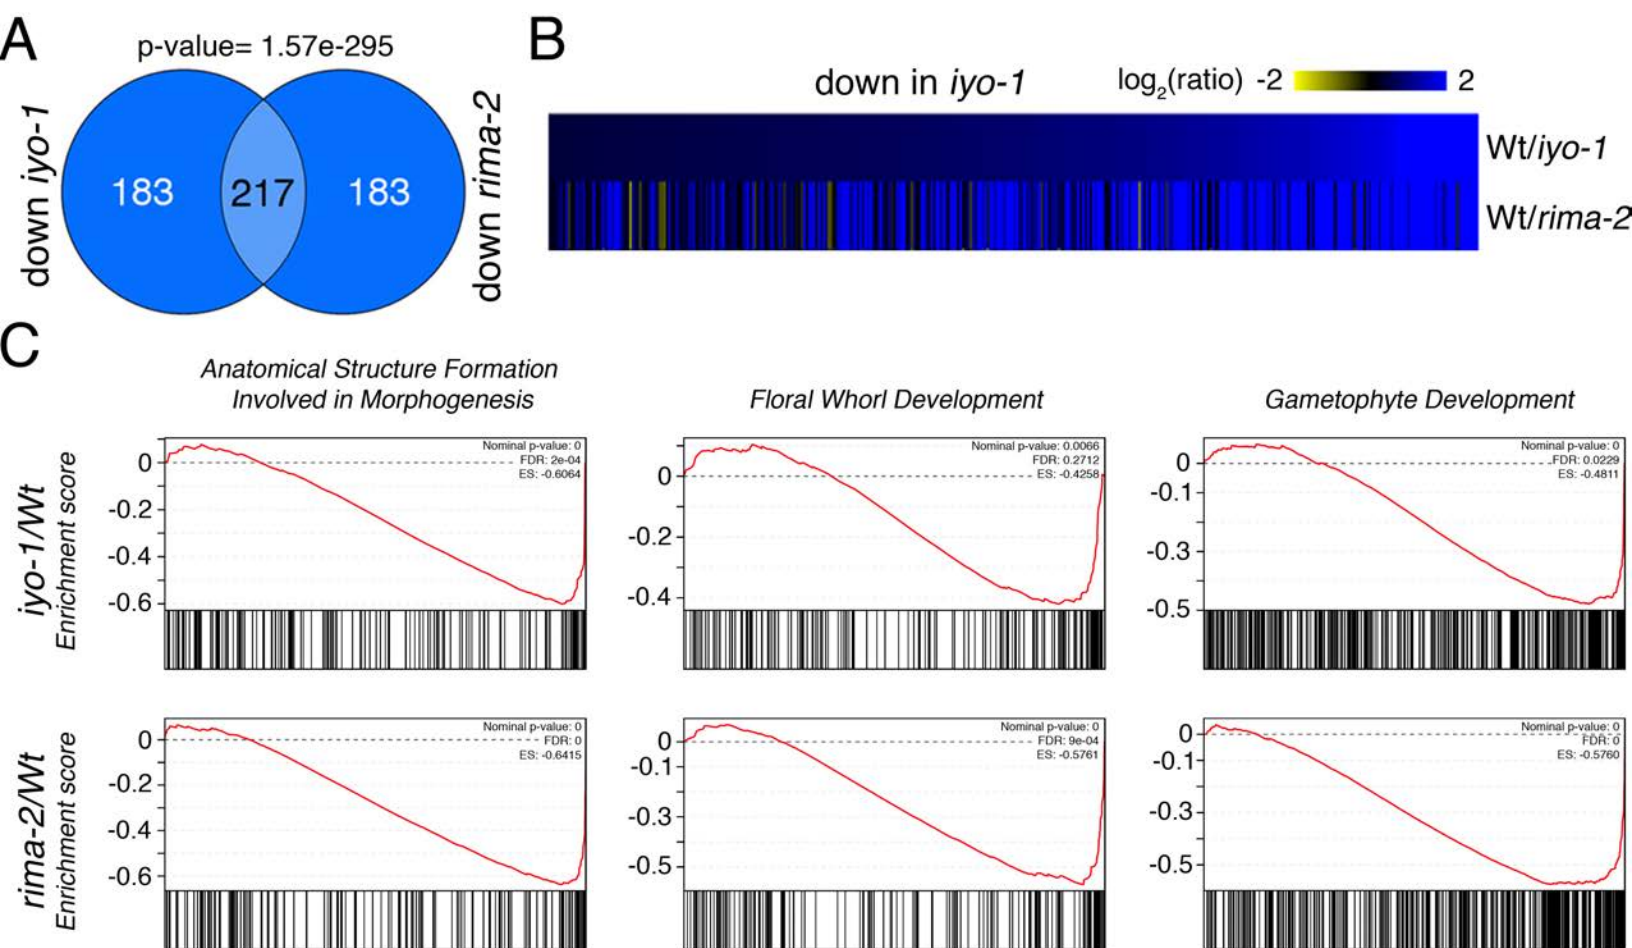 A
p-value= 1.57e-295
down iyo-1
183
217
183
down rima-2
B
down in iyo-1
log2(ratio) -2 2
Wt/iyo-1
Wt/rima-2
C
Anatomical Structure Formation
Involved in Morphogenesis
Floral Whorl Development
Gametophyte Development
iyo-1/Wt
Enrichment score
0
-0.2
-0.4
-0.6
Nominal p-value: 0
FDR: 2e-04
ES: -0.6064
0
-0.2
-0.4
Nominal p-value: 0.0066
FDR: 0.2712
ES: -0.4258
0
-0.1
-0.3
-0.5
Nominal p-value: 0
FDR: 0.0229
ES: -0.4811
rima-2/Wt
Enrichment score
0
-0.2
-0.4
-0.6
Nominal p-value: 0
FDR: 0
ES: -0.6415
0
-0.1
-0.3
-0.5
Nominal p-value: 0
FDR: 9e-04
ES: -0.5761
0
-0.1
-0.3
-0.5
Nominal p-value: 0
FDR: 0
ES: -0.5760